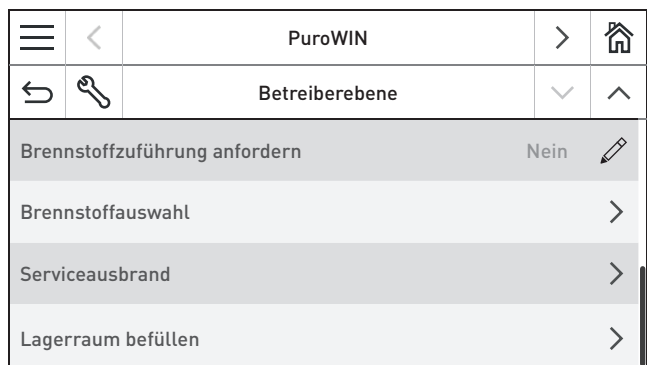 PuroWIN
Betreiberebene
Brennstoffzuführung anfordern Nein
Brennstoffauswahl
Serviceausbrand
Lagerraum befüllen